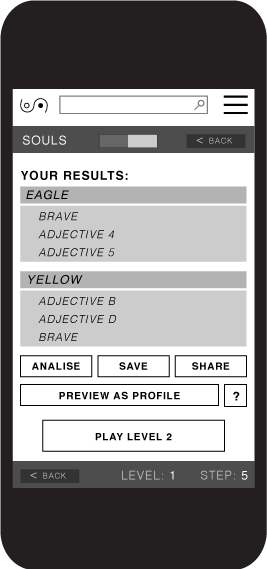 SOULS < BACK
YOUR RESULTS:
EAGLE
BRAVE
ADJECTIVE 4
ADJECTIVE 5
YELLOW
ADJECTIVE B
ADJECTIVE D
BRAVE
ANALISE SAVE SHARE
PREVIEW AS PROFILE ?
PLAY LEVEL 2
< BACK LEVEL: 1 STEP: 5